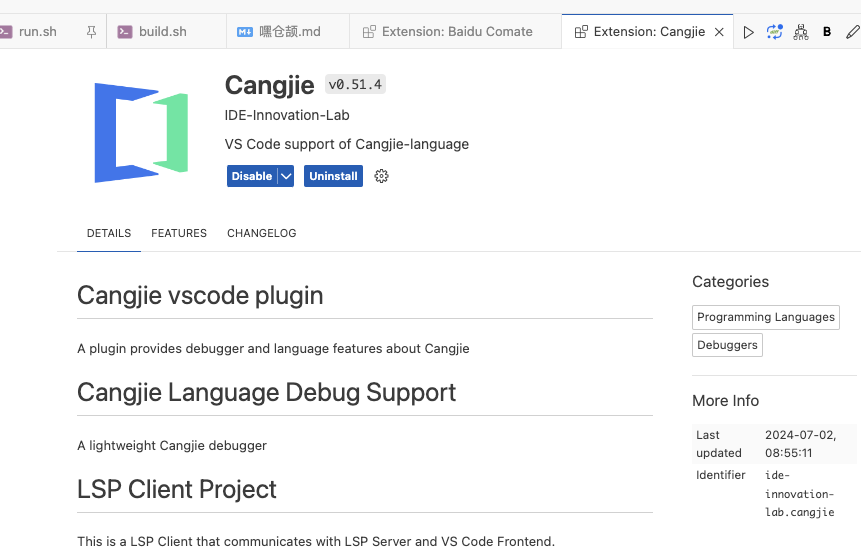 run.sh
build.sh
嘿仓颉.md
Extension: Baidu Comate
Extension: Cangjie
B
Cangjie v0.51.4
IDE-Innovation-Lab
VS Code support of Cangjie-language
Disable
Uninstall
DETAILS
FEATURES
CHANGELOG
Cangjie vscode plugin
A plugin provides debugger and language features about Cangjie
Cangjie Language Debug Support
A lightweight Cangjie debugger
LSP Client Project
This is a LSP Client that communicates with LSP Server and VS Code Frontend.
Categories
Programming Languages
Debuggers
More Info
Last updated
2024-07-02, 08:55:11
Identifier
ide-
innovation-
lab.cangjie